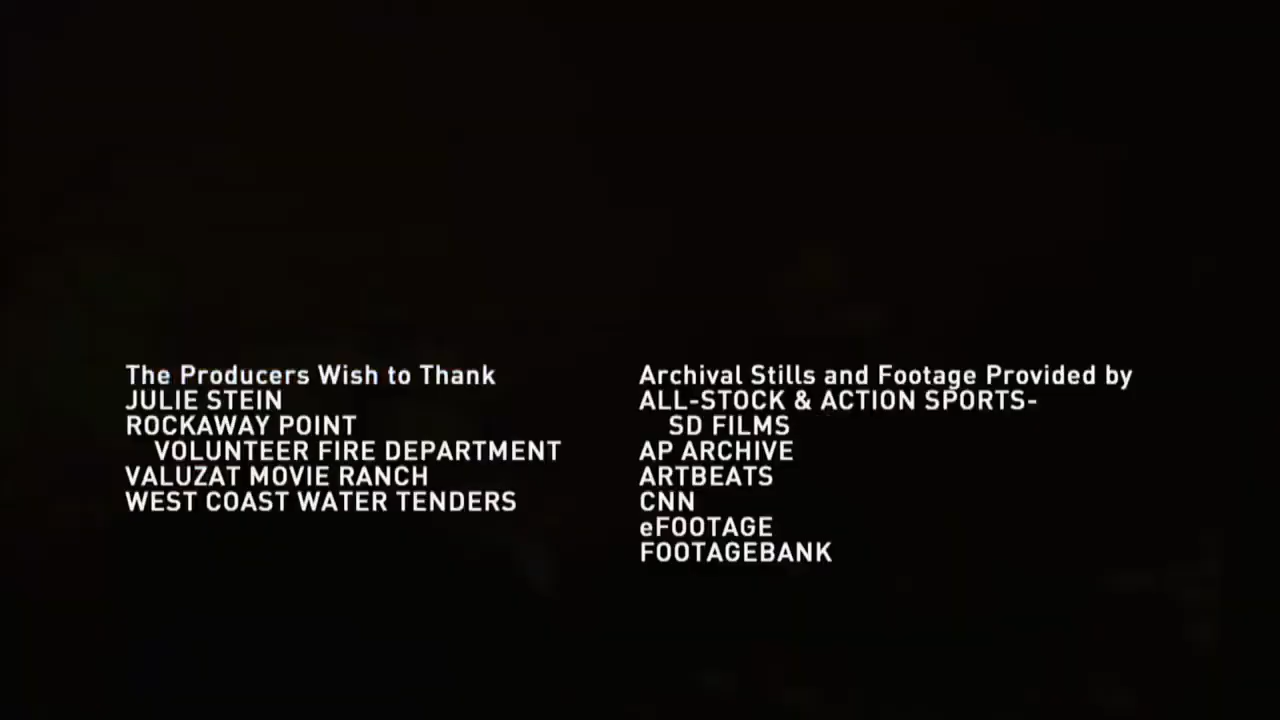 The Producers Wish to Thank
JULIE STEIN
ROCKAWAY POINT
VOLUNTEER FIRE DEPARTMENT
VALUZAT MOVIE RANCH
WEST COAST WATER TENDERS
Archival Stills and Footage Provided by
ALL-STOCK & ACTION SPORTS-
SD FILMS
AP ARCHIVE
ARTBEATS
CNN
eFOOTAGE
FOOTAGEBANK